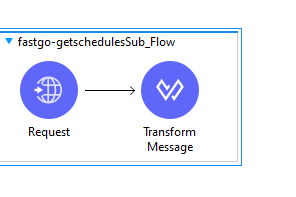 fastgo-getschedulesSub_Flow
Request
Transform
Message